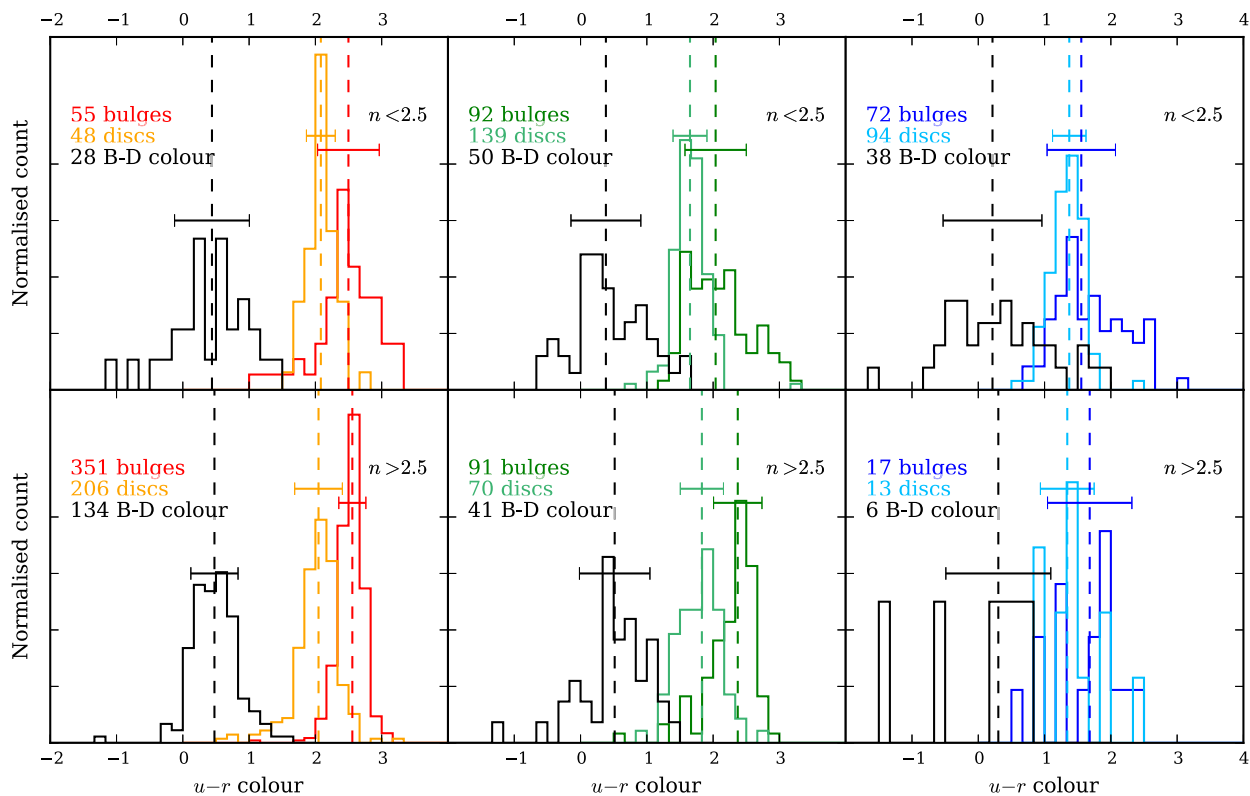 −2 −1 0 1 2 3 −1 0 1 2 3 −1 0 1 2 3 4
Normalised count
55 bulges
48 discs
28 B-D colour
n<2.5
92 bulges
139 discs
50 B-D colour
n<2.5
72 bulges
94 discs
38 B-D colour
n<2.5
Normalised count
351 bulges
206 discs
134 B-D colour
n>2.5
91 bulges
70 discs
41 B-D colour
n>2.5
17 bulges
13 discs
6 B-D colour
n>2.5
−2 −1 0 1 2 3 −1 0 1 2 3 −1 0 1 2 3 4
u−r colour
u−r colour
u−r colour